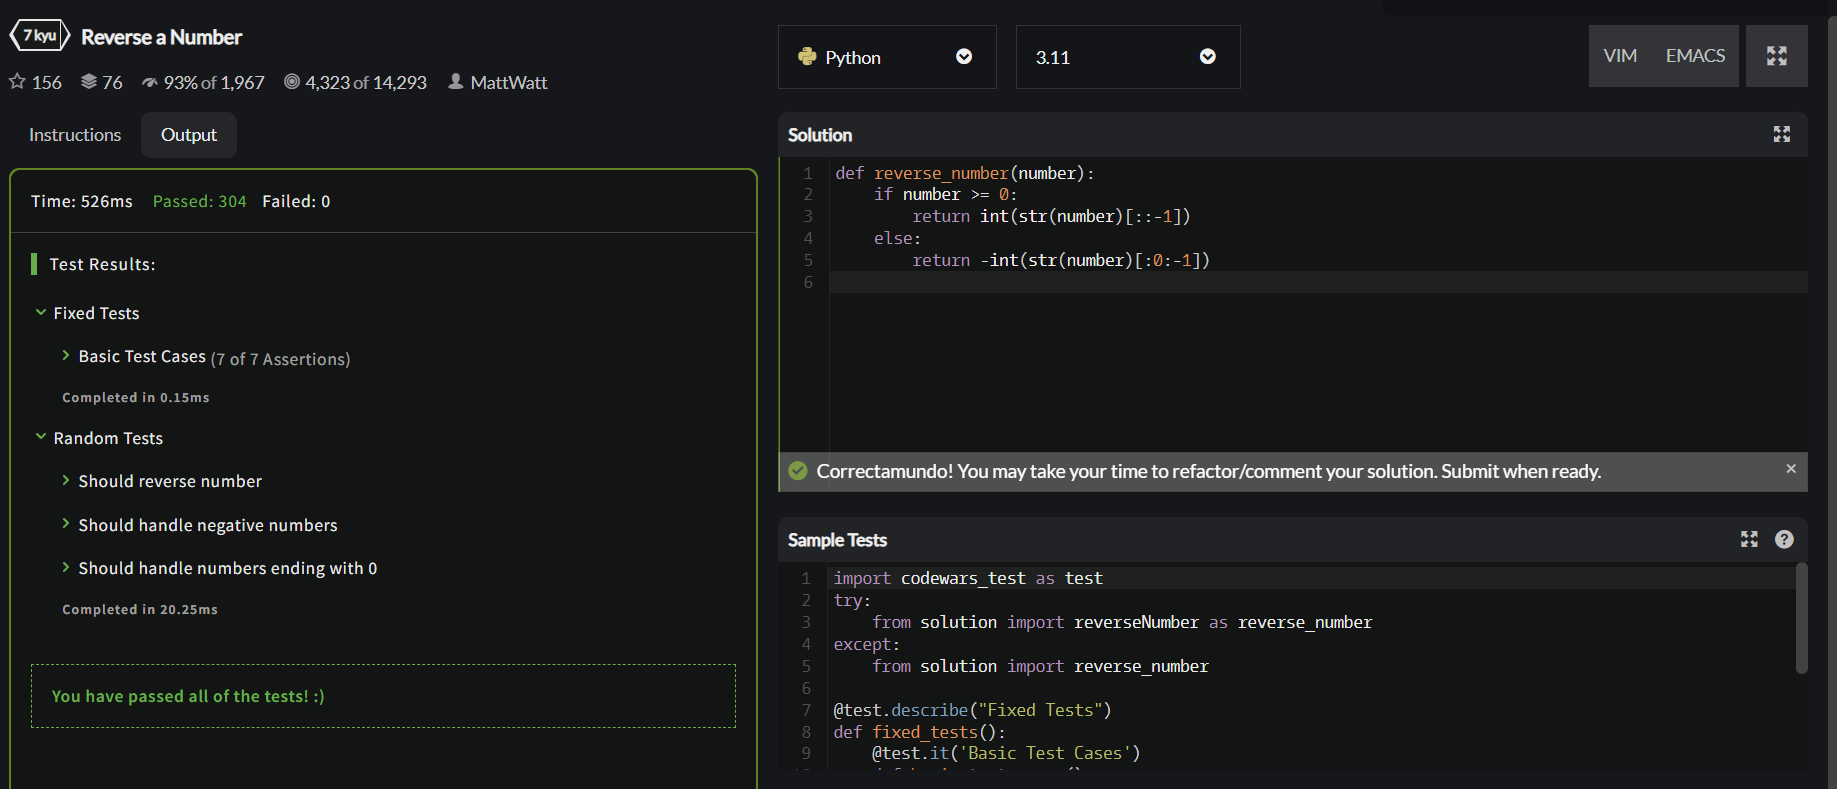 7 kyu Reverse a Number
156 76 93% of 1,967 4,323 of 14,293 MattWatt
Instructions Output
Time: 526ms Passed: 304 Failed: 0
Test Results:
Fixed Tests
Basic Test Cases (7 of 7 Assertions)
Completed in 0.15ms
Random Tests
Should reverse number
Should handle negative numbers
Should handle numbers ending with 0
Completed in 20.25ms
You have passed all of the tests! :)
Python 3.11 VIM EMACS
Solution
1 def reverse_number(number):
2     if number >= 0:
3         return int(str(number)[::-1])
4     else:
5         return -int(str(number)[:0:-1])
6
Correctamundo! You may take your time to refactor/comment your solution. Submit when ready. ×
Sample Tests ?
1 import codewars_test as test
2 try:
3     from solution import reverseNumber as reverse_number
4 except:
5     from solution import reverse_number
6
7 @test.describe("Fixed Tests")
8 def fixed_tests():
9     @test.it('Basic Test Cases')